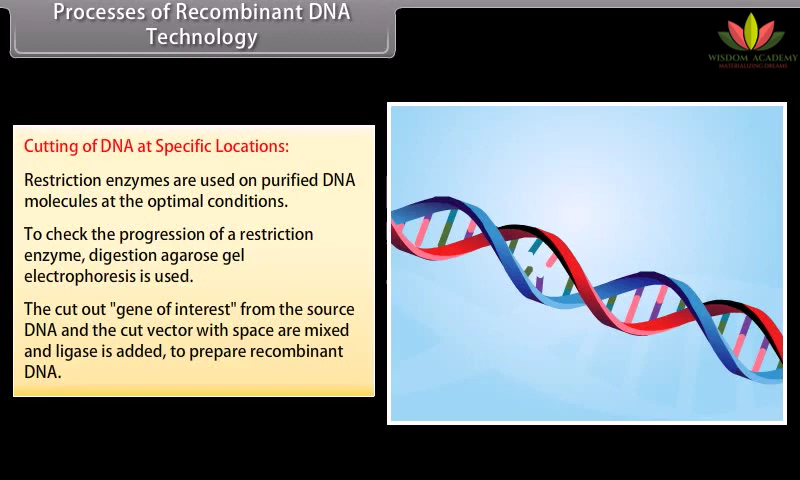 Processes of Recombinant DNA
Technology
WISDOM ACADEMY
MATERIALIZING DREAMS
Cutting of DNA at Specific Locations:
Restriction enzymes are used on purified DNA
molecules at the optimal conditions.
To check the progression of a restriction
enzyme, digestion agarose gel
electrophoresis is used.
The cut out "gene of interest" from the source
DNA and the cut vector with space are mixed
and ligase is added, to prepare recombinant
DNA.